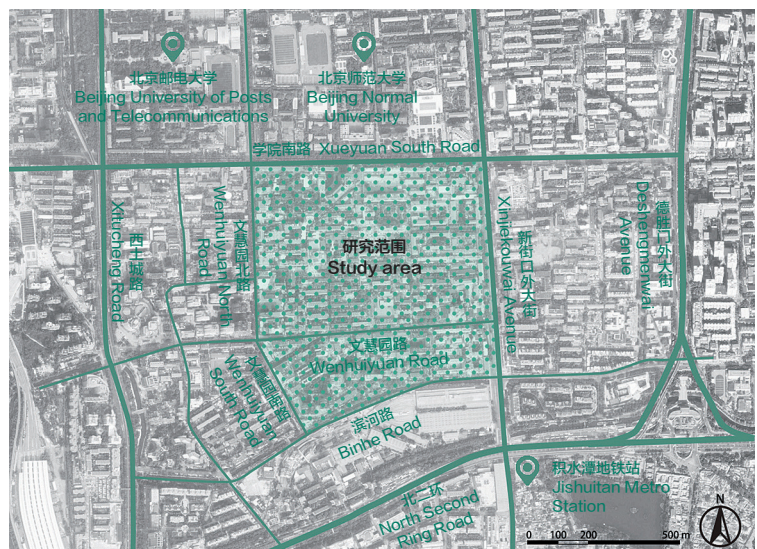 北京邮电大学
Beijing University of Posts
and Telecommunications
北京师范大学
Beijing Normal
University
学院南路 Xueyuan South Road
西土城路
Xitucheng Road
文慧园北路
Wenhuiyuan North
Road
研究范围
Study area
新街口外大街
Xinjiekouwai Avenue
德胜门外大街
Deshengmenwai
Avenue
文慧园路
Wenhuiyuan Road
Wenhuiyuan
South Road
滨河路
Binhe Road
北二环
North Second
Ring Road
积水潭地铁站
Jishuitan Metro
Station
N
0 100 200 500 m